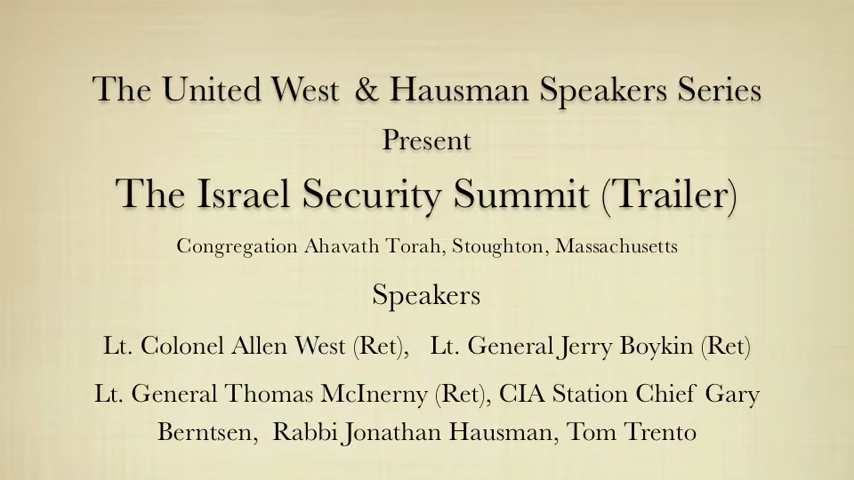 The United West & Hausman Speakers Series
Present
The Israel Security Summit (Trailer)
Congregation Ahavath Torah, Stoughton, Massachusetts
Speakers
Lt. Colonel Allen West (Ret), Lt. General Jerry Boykin (Ret)
Lt. General Thomas McInerny (Ret), CIA Station Chief Gary
Berntsen, Rabbi Jonathan Hausman, Tom Trento